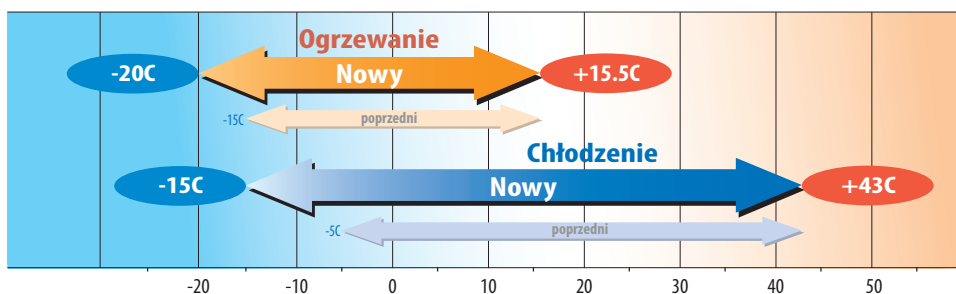 Ogrzewanie
-20C Nowy +15.5C
-15C poprzedni
Chłodzenie
-15C Nowy +43C
-5C poprzedni
-20 -10 0 10 20 30 40 50